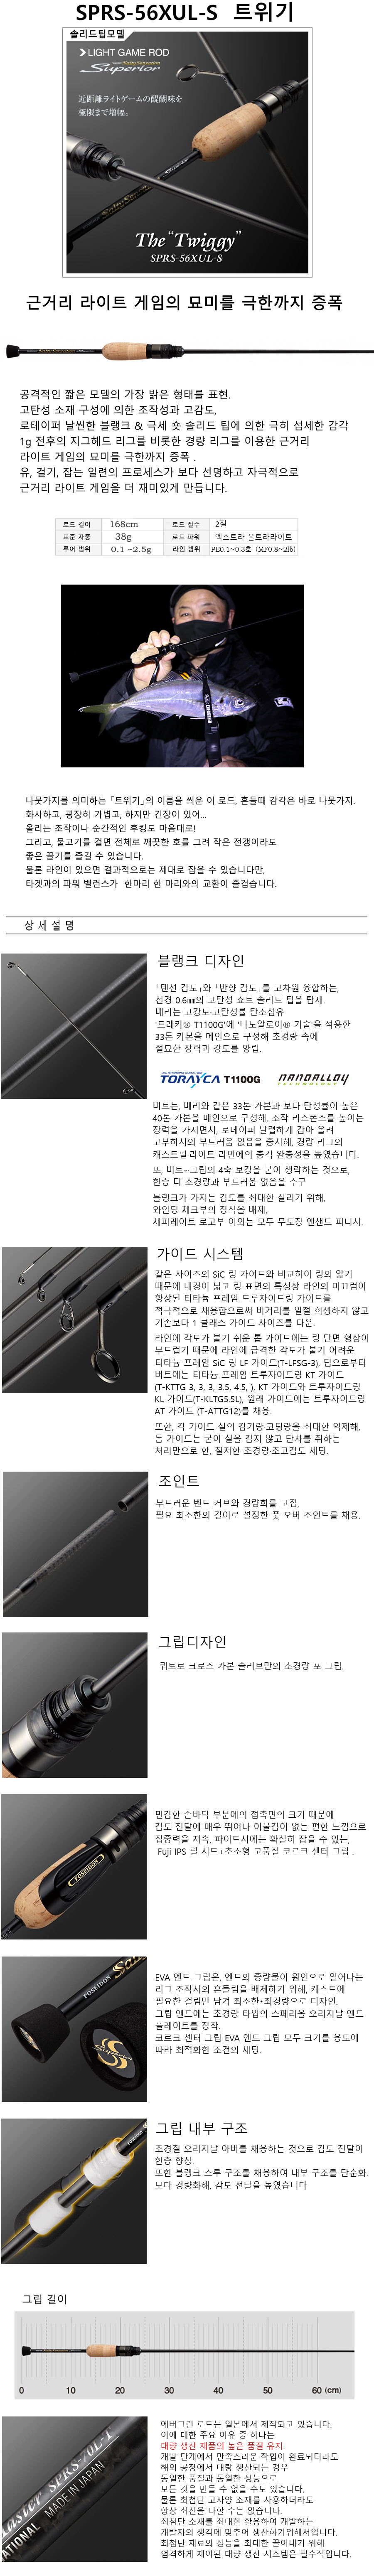 SPRS-56XUL-S 트위기
솔리드팁모델
LIGHT GAME ROD
Superior
近距離ライトゲームの醍醐味を
極限まで増幅。
The "Twiggy"
SPRS-56XUL-S
근거리 라이트 게임의 묘미를 극한까지 증폭
공격적인 짧은 모델의 가장 밝은 형태를 표현.
고탄성 소재 구성에 의한 조작성과 고감도,
로테이퍼 날씬한 블랭크 & 극세 숏 솔리드 팁에 의한 극히 섬세한 감각
1g 전후의 지그헤드 리그를 비롯한 경량 리그를 이용한 근거리
라이트 게임의 묘미를 극한까지 증폭 .
유, 걸기, 잡는 일련의 프로세스가 보다 선명하고 자극적으로
근거리 라이트 게임을 더 재미있게 만듭니다.
로드 길이 168cm 로드 절수 2절
표준 자중 38g 로드 파워 엑스트라 울트라라이트
루어 범위 0.1 ~2.5g 라인 범위 PE0.1~0.3호 (MF0.8~2lb)
나뭇가지를 의미하는 「트위기」의 이름을 씌운 이 로드, 흔들때 감각은 바로 나뭇가지.
화사하고, 굉장히 가볍고, 하지만 긴장이 있어...
올리는 조작이나 순간적인 후킹도 마음대로!
그리고, 물고기를 걸면 전체로 깨끗한 호를 그려 작은 전갱이라도
좋은 끌기를 즐길 수 있습니다.
물론 라인이 있으면 결과적으로는 제대로 잡을 수 있습니다만,
타겟과의 파워 밸런스가 한마리 한 마리와의 교환이 즐겁습니다.
상 세 설 명
블랭크 디자인
「텐션 감도」와 「반향 감도」를 고차원 융합하는,
선경 0.6㎜의 고탄성 쇼트 솔리드 팁을 탑재.
베리는 고강도·고탄성률 탄소섬유
'토레카® T1100G'에 '나노알로이® 기술'을 적용한
33톤 카본을 메인으로 구성해 초경량 속에
절묘한 장력과 강도를 양립.
TORAYCA T1100G
NANOALLOY
버트는, 베리와 같은 33톤 카본과 보다 탄성률이 높은
40톤 카본을 메인으로 구성해, 조작 리스폰스를 높이는
장력을 가지면서, 로테이퍼 날렵하게 감아 올려
고부하시의 부드러움 없음을 중시해, 경량 리그의
캐스트필·라이트 라인에의 충격 완충성을 높였습니다.
또, 버트~그립의 4축 보강을 굳이 생략하는 것으로,
한층 더 초경량과 부드러움 없음을 추구
블랭크가 가지는 감도를 최대한 살리기 위해,
와인딩 체크부의 장식을 배제,
세퍼레이트 로고부 이외는 모두 무도장 앤샌드 피니시.
가이드 시스템
같은 사이즈의 SiC 링 가이드와 비교하여 링의 얇기
때문에 내경이 넓고 링 표면의 특성상 라인의 미끄럼이
향상된 티타늄 프레임 토루자이드링 가이드를
적극적으로 채용함으로써 비거리를 일절 희생하지 않고
기존보다 1 클래스 가이드 사이즈를 다운.
라인에 각도가 붙기 쉬운 톱 가이드에는 링 단면 형상이
부드럽기 때문에 라인에 급격한 각도가 붙기 어려운
티타늄 프레임 SiC 링 LF 가이드(T-LFSG-3), 팁으로부터
버트에는 티타늄 프레임 트루자이드링 KT 가이드
(T-KTTG 3, 3, 3, 3.5, 4.5, ), KT 가이드와 트루자이드링
KL 가이드(T-KLTG5.5L), 원래 가이드에는 트루자이드링
AT 가이드 (T-ATTG12)를 채용.
또한, 각 가이드 실의 감기량·코팅량을 최대한 억제해,
톱 가이드는 굳이 실을 감지 않고 단차를 취하는
처리만으로 한, 철저한 초경량·초고감도 세팅.
조인트
부드러운 밴드 커브와 경량화를 고집,
필요 최소한의 길이로 설정한 풋 오버 조인트를 채용.
그립디자인
쿼트로 크로스 카본 슬리브만의 초경량 포 그립.
POSEIDON
민감한 손바닥 부분에의 접촉면의 크기 때문에
감도 전달에 매우 뛰어나 이물감이 없는 편한 느낌으로
집중력을 지속, 파이트시에는 확실히 잡을 수 있는,
Fuji IPS 릴 시트+초소형 고품질 코르크 센터 그립 .
POSEIDON
EVA 엔드 그립은, 엔드의 중량물이 원인으로 일어나는
리그 조작시의 흔들림을 배제하기 위해, 캐스트에
필요한 걸림만 남겨 최소한•최경량으로 디자인.
그립 엔드에는 초경량 타입의 스페리올 오리지날 엔드
플레이트를 장착.
코르크 센터 그립 EVA 엔드 그립 모두 크기를 용도에
따라 최적화한 조건의 세팅.
그립 내부 구조
초경질 오리지날 아버를 채용하는 것으로 감도 전달이
한층 향상.
또한 블랭크 스루 구조를 채용하여 내부 구조를 단순화.
보다 경량화해, 감도 전달을 높였습니다
그립 길이
0 10 20 30 40 50 60 (cm)
MADE IN JAPAN
에버그린 로드는 일본에서 제작되고 있습니다.
이에 대한 주요 이유 중 하나는
대량 생산 제품의 높은 품질 유지.
개발 단계에서 만족스러운 작업이 완료되더라도
해외 공장에서 대량 생산되는 경우
동일한 품질과 동일한 성능으로
모든 것을 만들 수 없을 수도 있습니다.
물론 최첨단 고사양 소재를 사용하더라도
항상 최선을 다할 수는 없습니다.
최첨단 소재를 최대한 활용하여 개발하는
개발자의 생각에 맞추어 생산하기위해서입니다.
최첨단 재료의 성능을 최대한 끌어내기 위해
엄격하게 제어된 대량 생산 시스템은 필수적입니다.